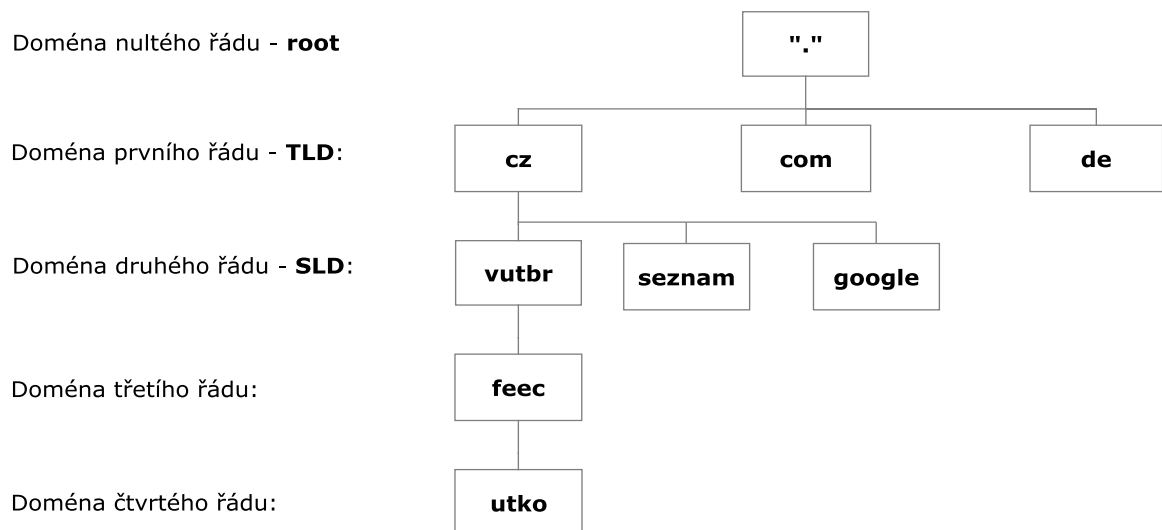 Doména nultého řádu - root
"."
Doména prvního řádu - TLD:
cz
com
de
Doména druhého řádu - SLD:
vutbr
seznam
google
Doména třetího řádu:
feec
Doména čtvrtého řádu:
utko